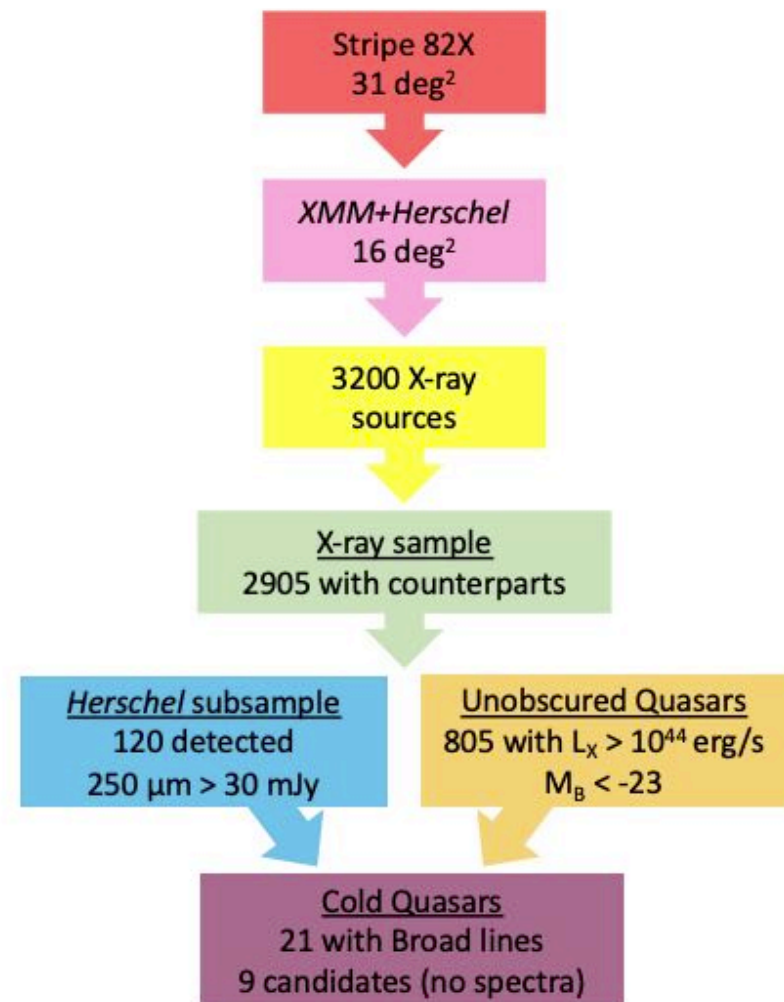 Stripe 82X
31 deg²
XMM+Herschel
16 deg²
3200 X-ray
sources
X-ray sample
2905 with counterparts
Herschel subsample
120 detected
250 µm > 30 mJy
Unobscured Quasars
805 with L_X > 10⁴⁴ erg/s
M_B < -23
Cold Quasars
21 with Broad lines
9 candidates (no spectra)